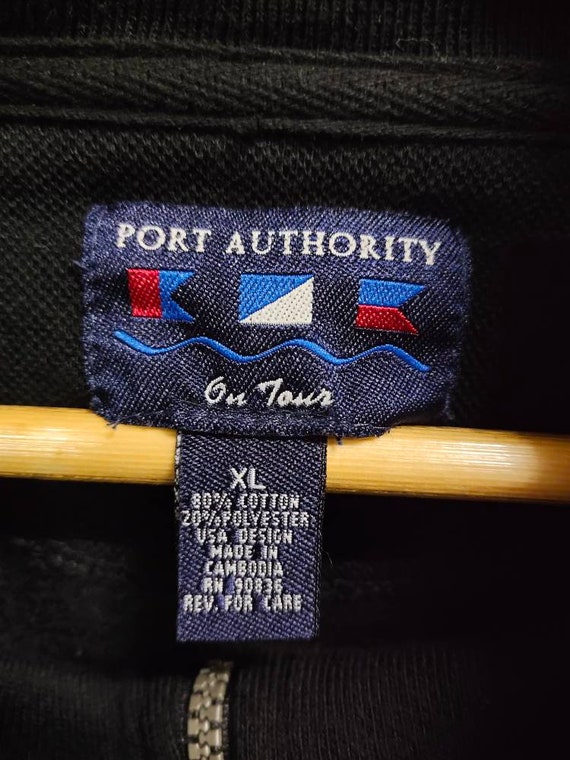 PORT AUTHORITY
On Tour
XL
80% COTTON
20% POLYESTER
USA DESIGN
MADE IN
CAMBODIA
RN 90836
REV. FOR CARE